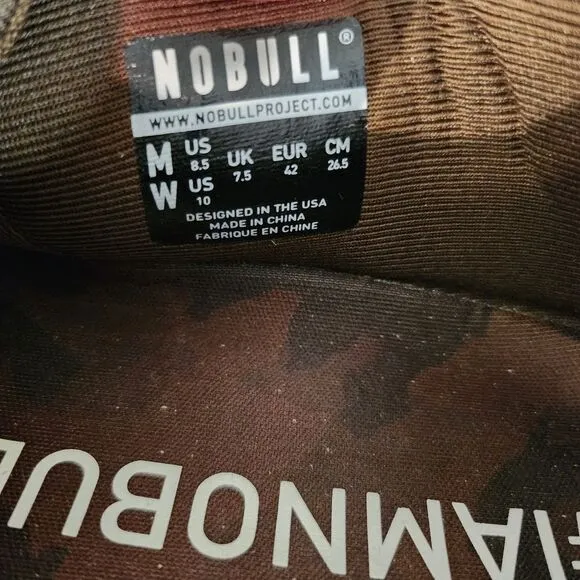 NOBULL®
WWW.NOBULLPROJECT.COM
M US 8.5 UK 7.5 EUR 42 CM 26.5
W US 10
DESIGNED IN THE USA
MADE IN CHINA
FABRIQUE EN CHINE
#IAMNOBULL